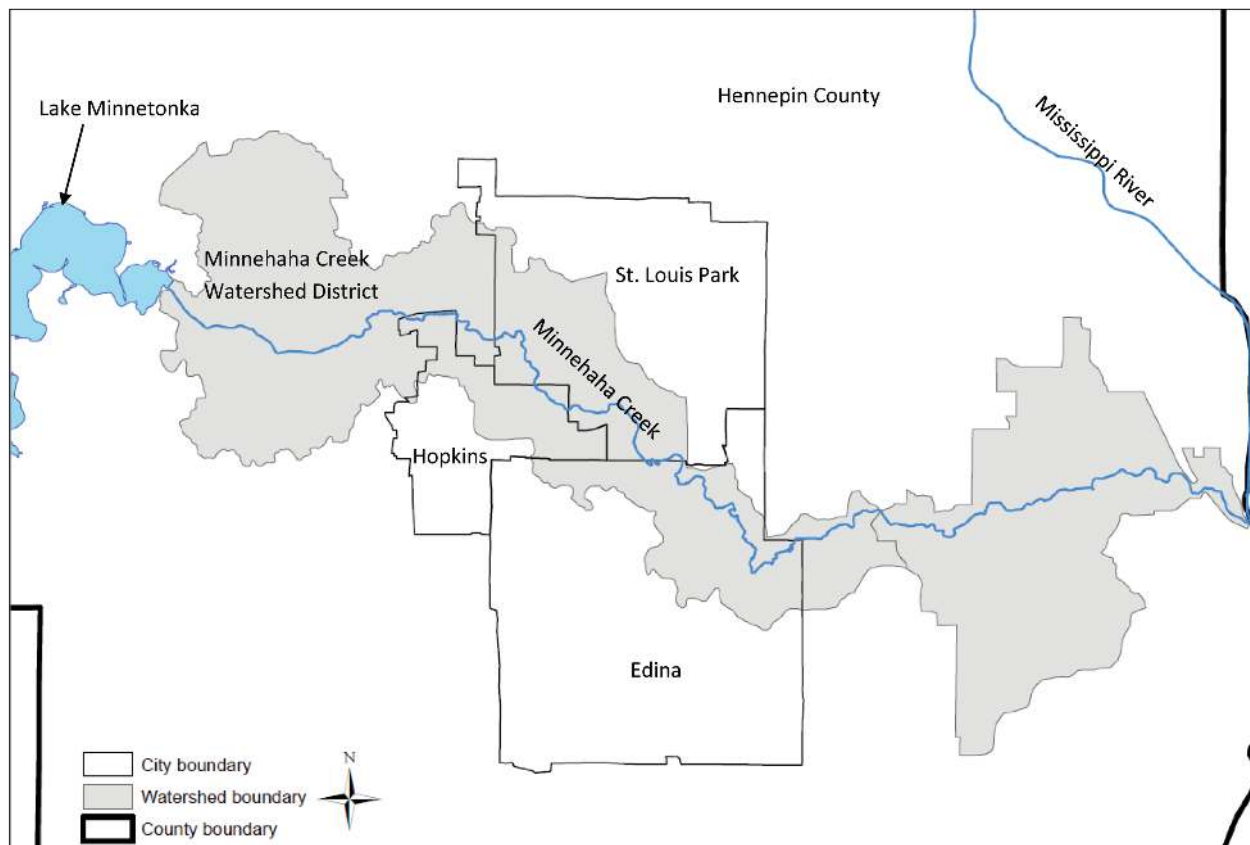 Lake Minnetonka
Hennepin County
Mississippi River
Minnehaha Creek
Watershed District
St. Louis Park
Minnehaha Creek
Hopkins
Edina
City boundary
Watershed boundary
County boundary
N